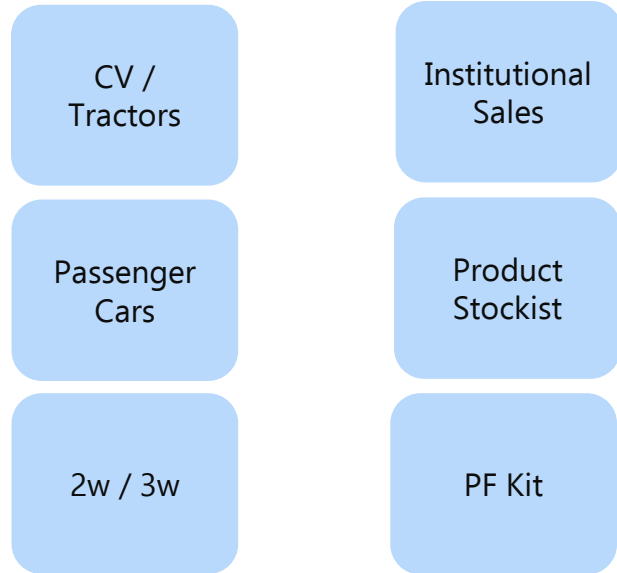 CV /
Tractors
Institutional
Sales
Passenger
Cars
Product
Stockist
2w / 3w
PF Kit